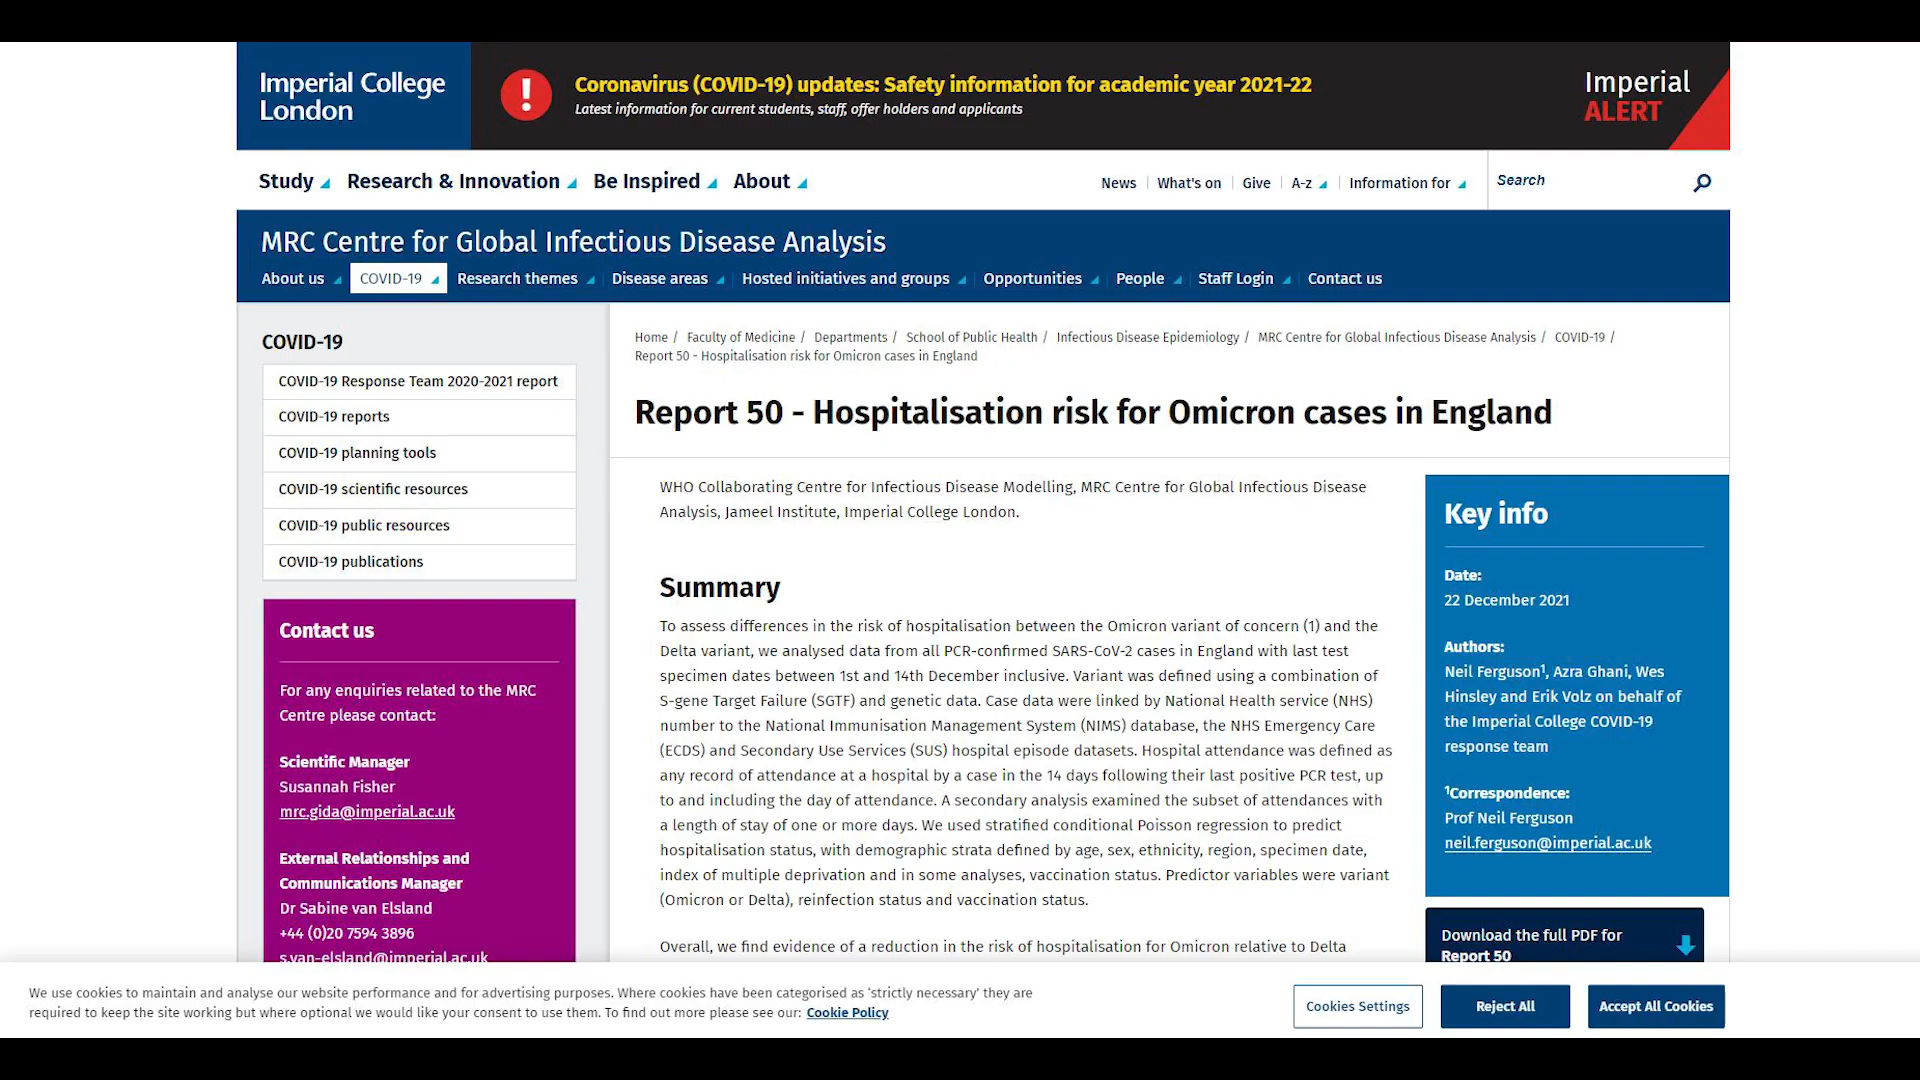 Imperial College
London
Coronavirus (COVID-19) updates: Safety information for academic year 2021-22
Latest information for current students, staff, offer holders and applicants
Imperial
ALERT
Study Research & Innovation Be Inspired About
News What's on Give A-z Information for Search
MRC Centre for Global Infectious Disease Analysis
About us COVID-19 Research themes Disease areas Hosted initiatives and groups Opportunities People Staff Login Contact us
COVID-19
COVID-19 Response Team 2020-2021 report
COVID-19 reports
COVID-19 planning tools
COVID-19 scientific resources
COVID-19 public resources
COVID-19 publications
Contact us
For any enquiries related to the MRC
Centre please contact:
Scientific Manager
Susannah Fisher
mrc.gida@imperial.ac.uk
External Relationships and
Communications Manager
Dr Sabine van Elsland
+44 (0)20 7594 3896
s.van-elsland@imperial.ac.uk
Home / Faculty of Medicine / Departments / School of Public Health / Infectious Disease Epidemiology / MRC Centre for Global Infectious Disease Analysis / COVID-19 /
Report 50 - Hospitalisation risk for Omicron cases in England
Report 50 - Hospitalisation risk for Omicron cases in England
WHO Collaborating Centre for Infectious Disease Modelling, MRC Centre for Global Infectious Disease
Analysis, Jameel Institute, Imperial College London.
Summary
To assess differences in the risk of hospitalisation between the Omicron variant of concern (1) and the
Delta variant, we analysed data from all PCR-confirmed SARS-CoV-2 cases in England with last test
specimen dates between 1st and 14th December inclusive. Variant was defined using a combination of
S-gene Target Failure (SGTF) and genetic data. Case data were linked by National Health service (NHS)
number to the National Immunisation Management System (NIMS) database, the NHS Emergency Care
(ECDS) and Secondary Use Services (SUS) hospital episode datasets. Hospital attendance was defined as
any record of attendance at a hospital by a case in the 14 days following their last positive PCR test, up
to and including the day of attendance. A secondary analysis examined the subset of attendances with
a length of stay of one or more days. We used stratified conditional Poisson regression to predict
hospitalisation status, with demographic strata defined by age, sex, ethnicity, region, specimen date,
index of multiple deprivation and in some analyses, vaccination status. Predictor variables were variant
(Omicron or Delta), reinfection status and vaccination status.
Overall, we find evidence of a reduction in the risk of hospitalisation for Omicron relative to Delta
Key info
Date:
22 December 2021
Authors:
Neil Ferguson¹, Azra Ghani, Wes
Hinsley and Erik Volz on behalf of
the Imperial College COVID-19
response team
¹Correspondence:
Prof Neil Ferguson
neil.ferguson@imperial.ac.uk
Download the full PDF for
Report 50
We use cookies to maintain and analyse our website performance and for advertising purposes. Where cookies have been categorised as ‘strictly necessary’ they are
required to keep the site working but where optional we would like your consent to use them. To find out more please see our: Cookie Policy
Cookies Settings Reject All Accept All Cookies